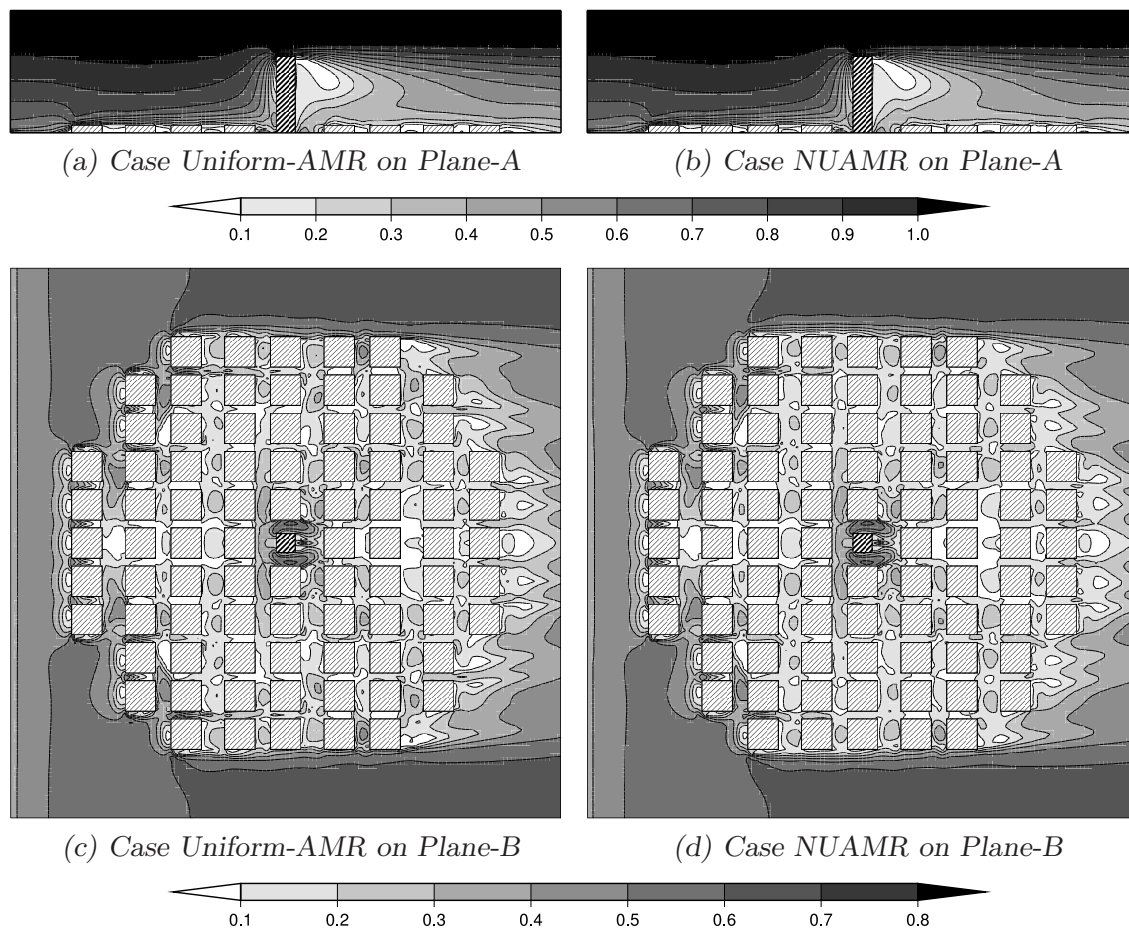 (a) Case Uniform-AMR on Plane-A
(b) Case NUAMR on Plane-A
0.1 0.2 0.3 0.4 0.5 0.6 0.7 0.8 0.9 1.0
(c) Case Uniform-AMR on Plane-B
(d) Case NUAMR on Plane-B
0.1 0.2 0.3 0.4 0.5 0.6 0.7 0.8